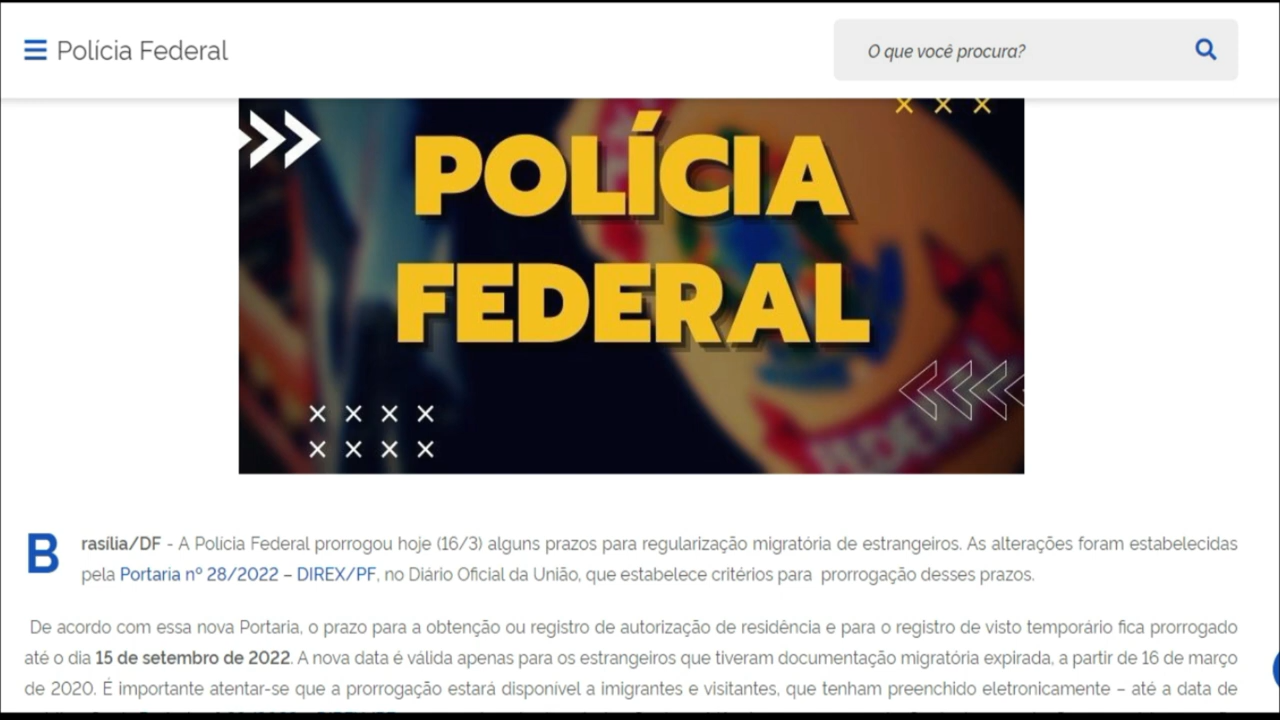 Polícia Federal
O que você procura?
POLÍCIA
FEDERAL
FEDERAL
Brasília/DF - A Polícia Federal prorrogou hoje (16/3) alguns prazos para regularização migratória de estrangeiros. As alterações foram estabelecidas
pela Portaria nº 28/2022 – DIREX/PF, no Diário Oficial da União, que estabelece critérios para prorrogação desses prazos.
De acordo com essa nova Portaria, o prazo para a obtenção ou registro de autorização de residência e para o registro de visto temporário fica prorrogado
até o dia 15 de setembro de 2022. A nova data é válida apenas para os estrangeiros que tiveram documentação migratória expirada, a partir de 16 de março
de 2020. É importante atentar-se que a prorrogação estará disponível a imigrantes e visitantes, que tenham preenchido eletronicamente – até a data de